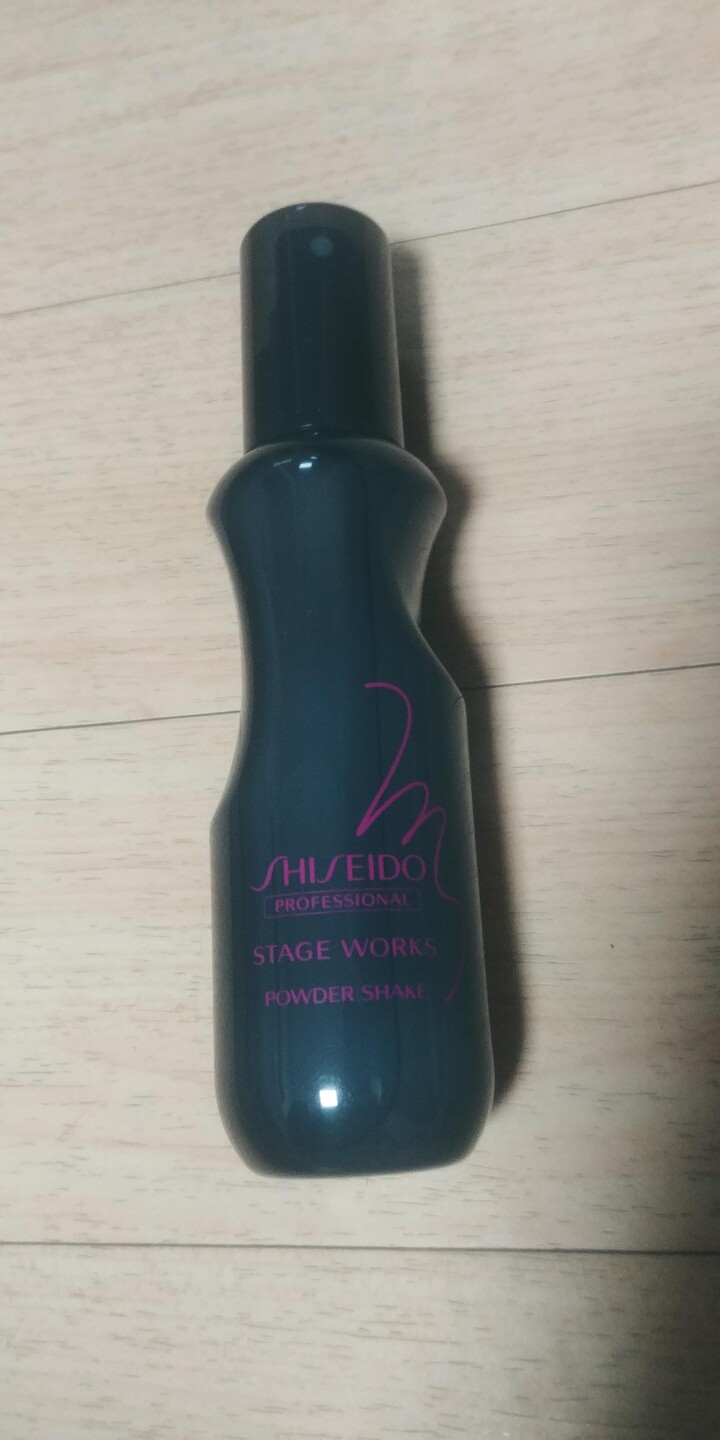 SHISEIDO
PROFESSIONAL
STAGE WORKS
POWDER SHAKE